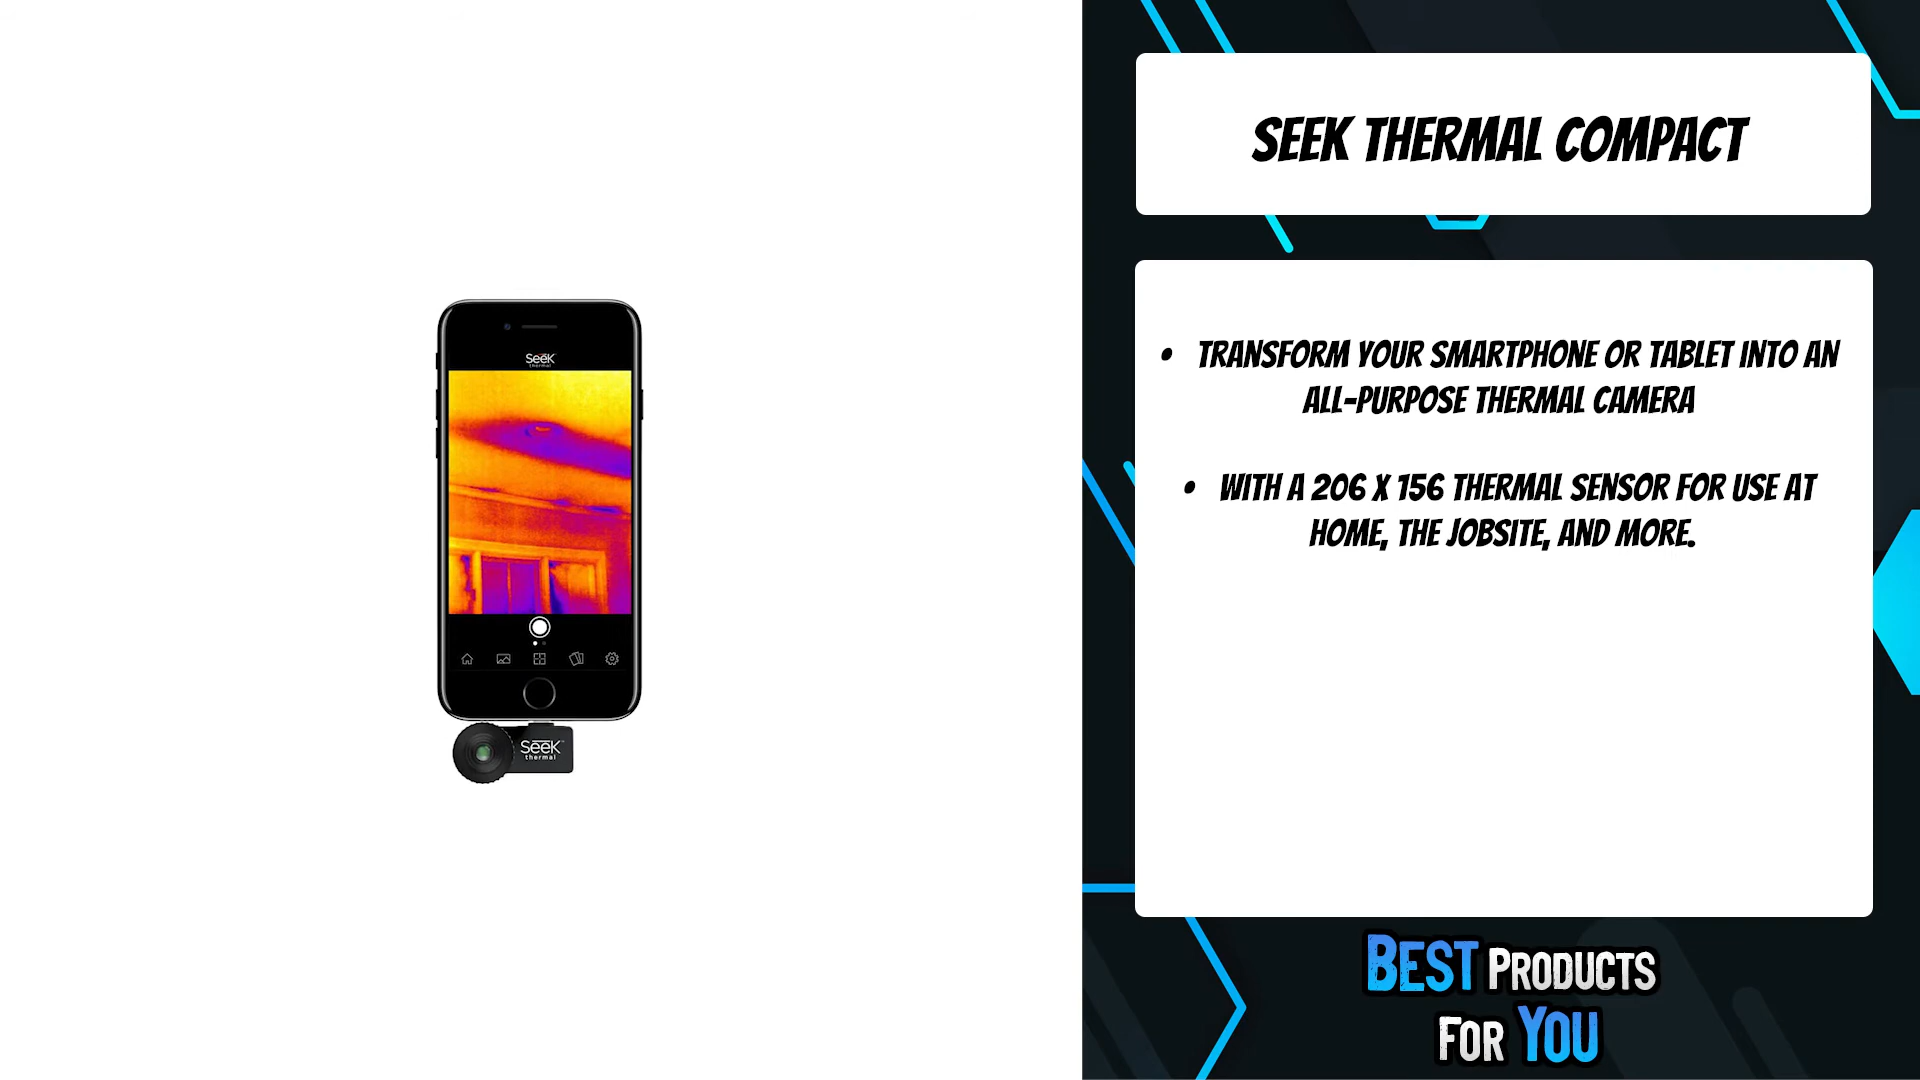 SEEK THERMAL COMPACT
Seek
thermal
• TRANSFORM YOUR SMARTPHONE OR TABLET INTO AN
ALL-PURPOSE THERMAL CAMERA
• WITH A 206 X 156 THERMAL SENSOR FOR USE AT
HOME, THE JOBSITE, AND MORE.
Seek
thermal
BEST PRODUCTS
FOR YOU